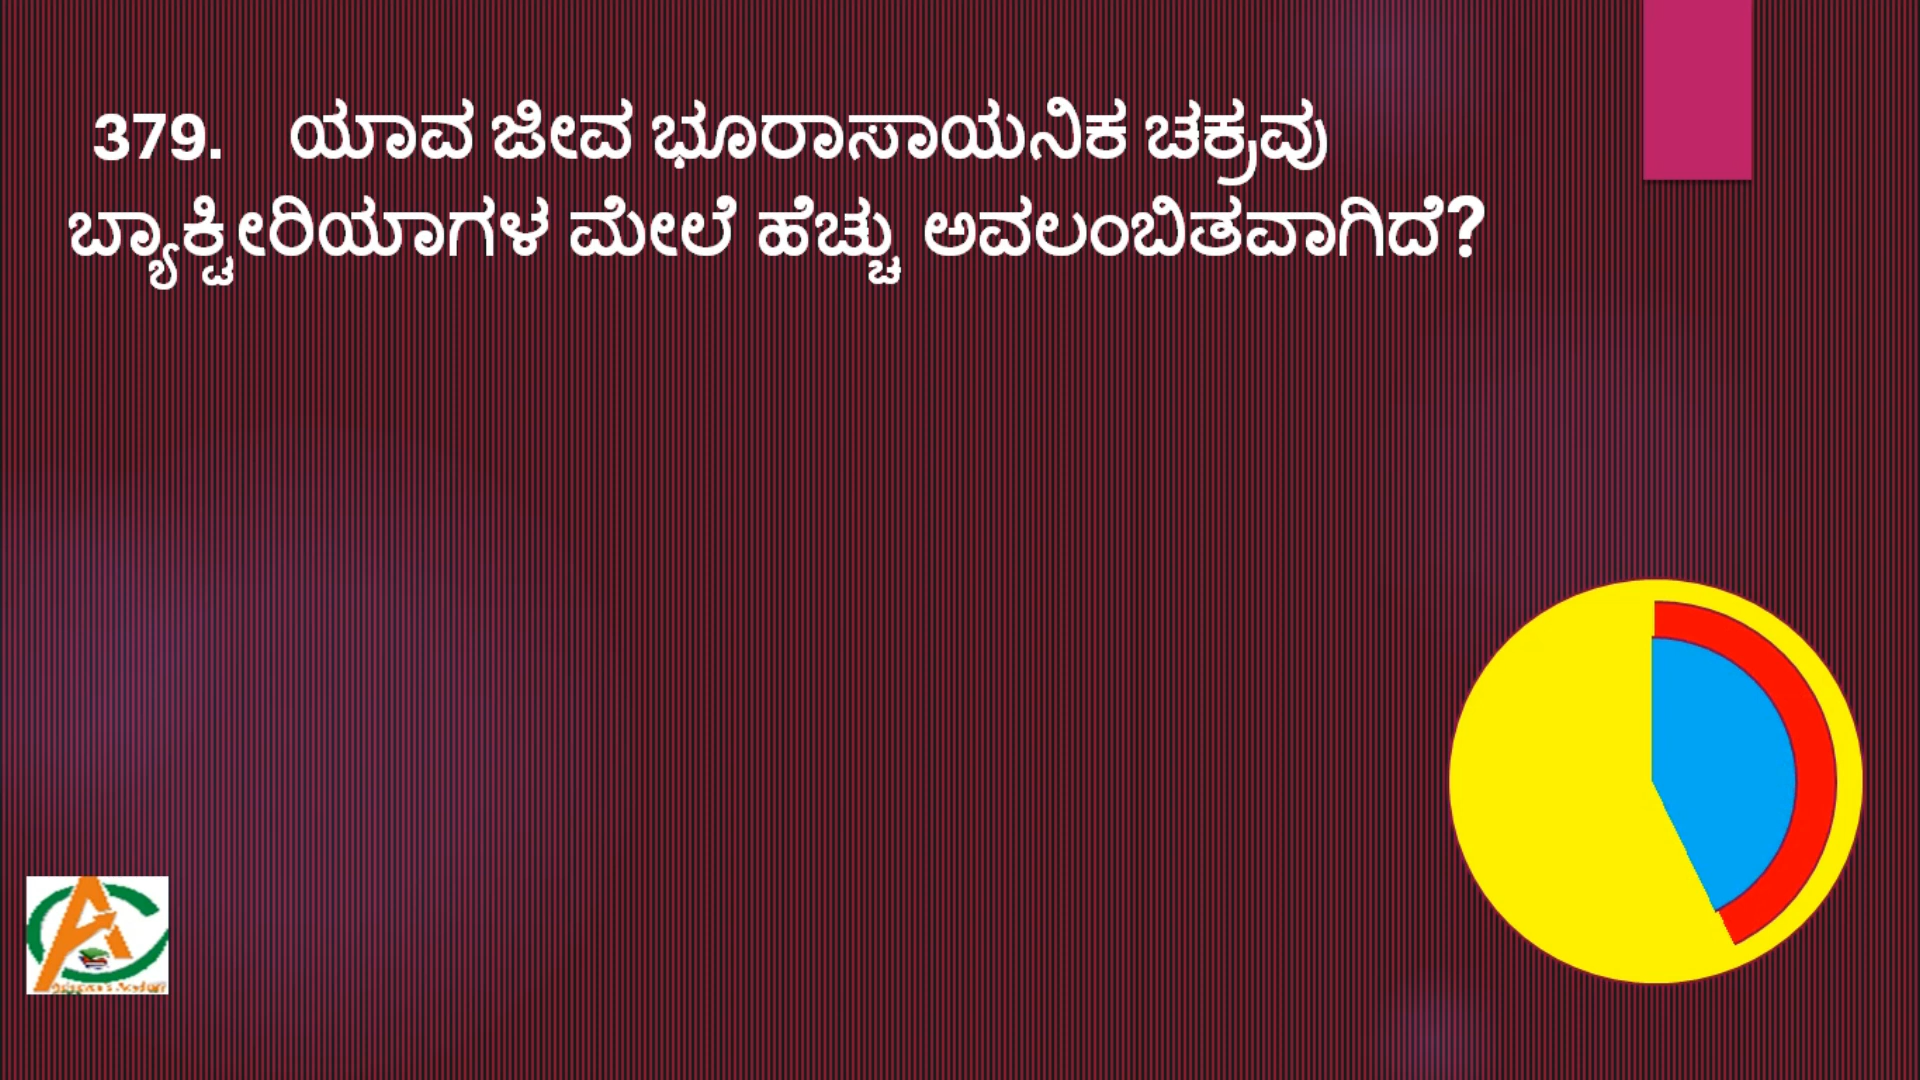 379. ಯಾವ ಜೀವ ಭೂರಾಸಾಯನಿಕ ಚಕ್ರವು
ಬ್ಯಾಕ್ಟೀರಿಯಾಗಳ ಮೇಲೆ ಹೆಚ್ಚು ಅವಲಂಬಿತವಾಗಿದೆ?